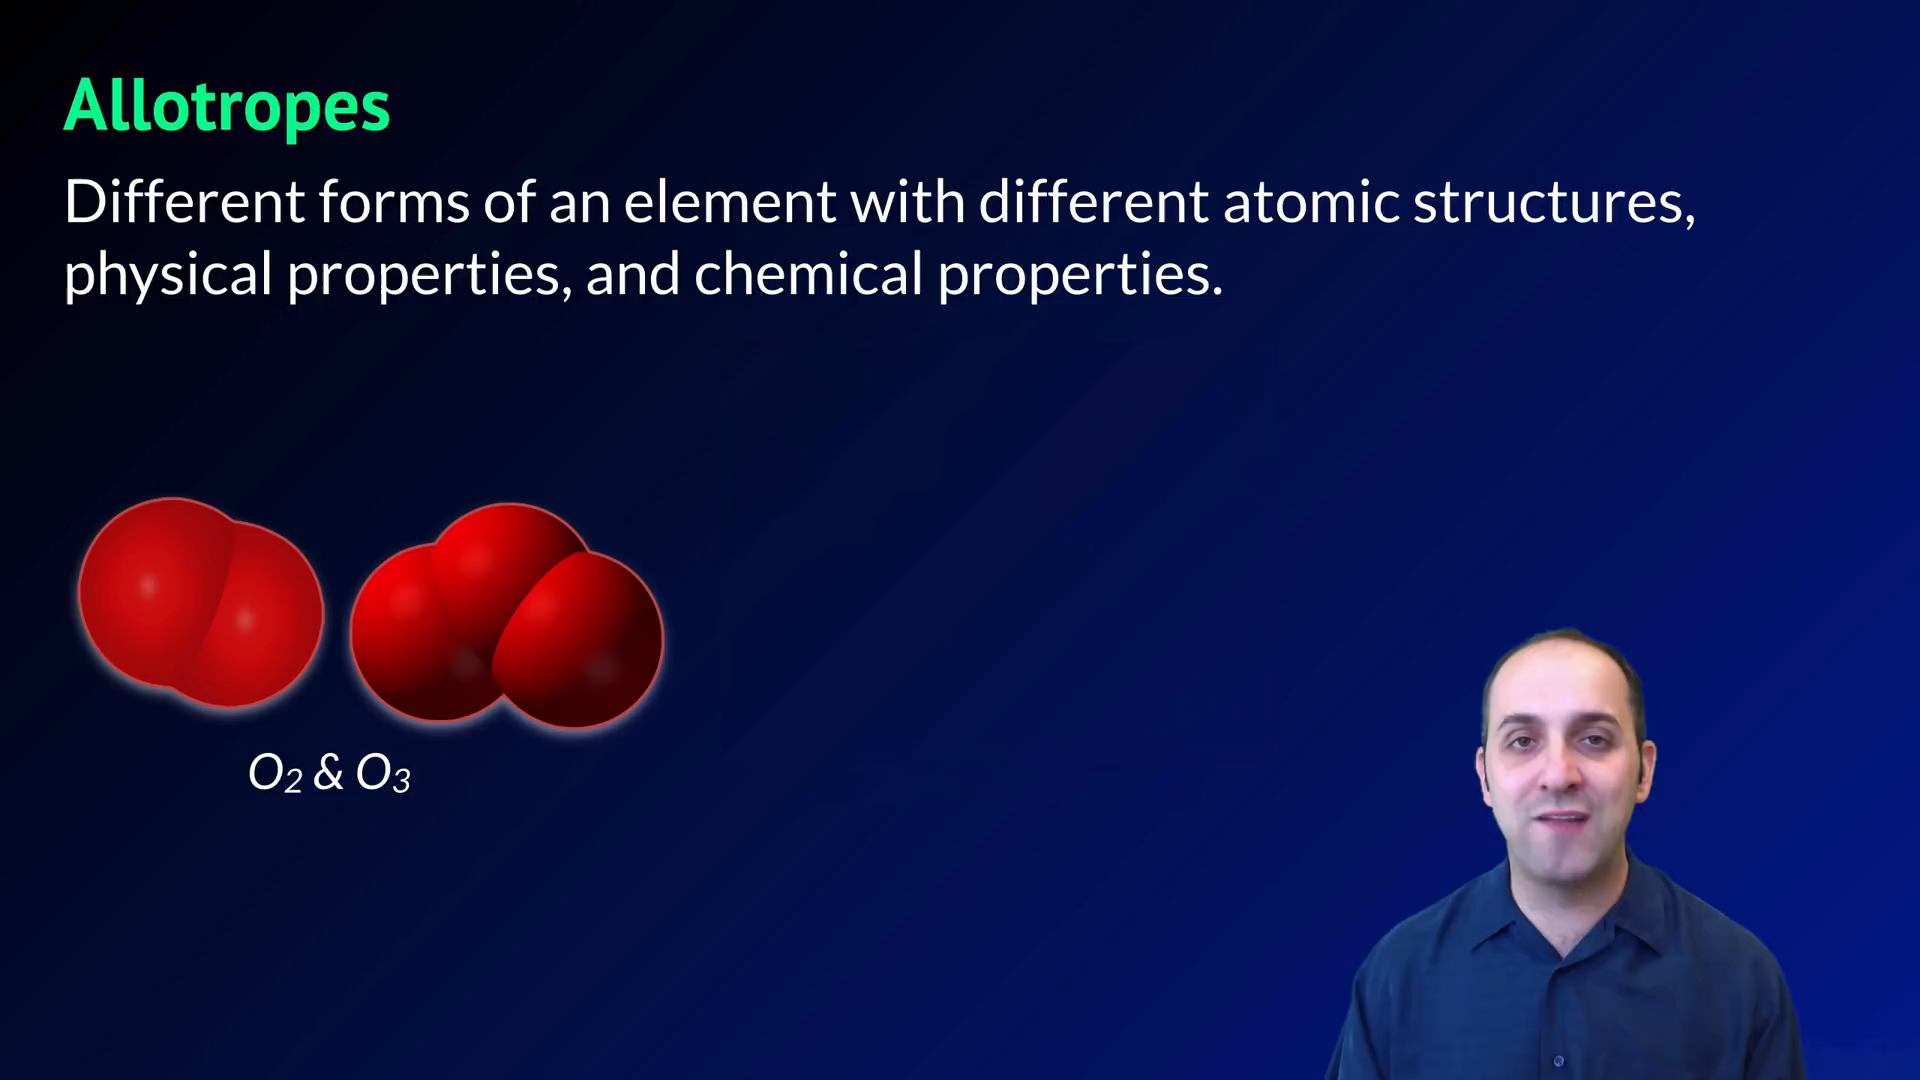 Allotropes
Different forms of an element with different atomic structures,
physical properties, and chemical properties.
O₂ & O₃